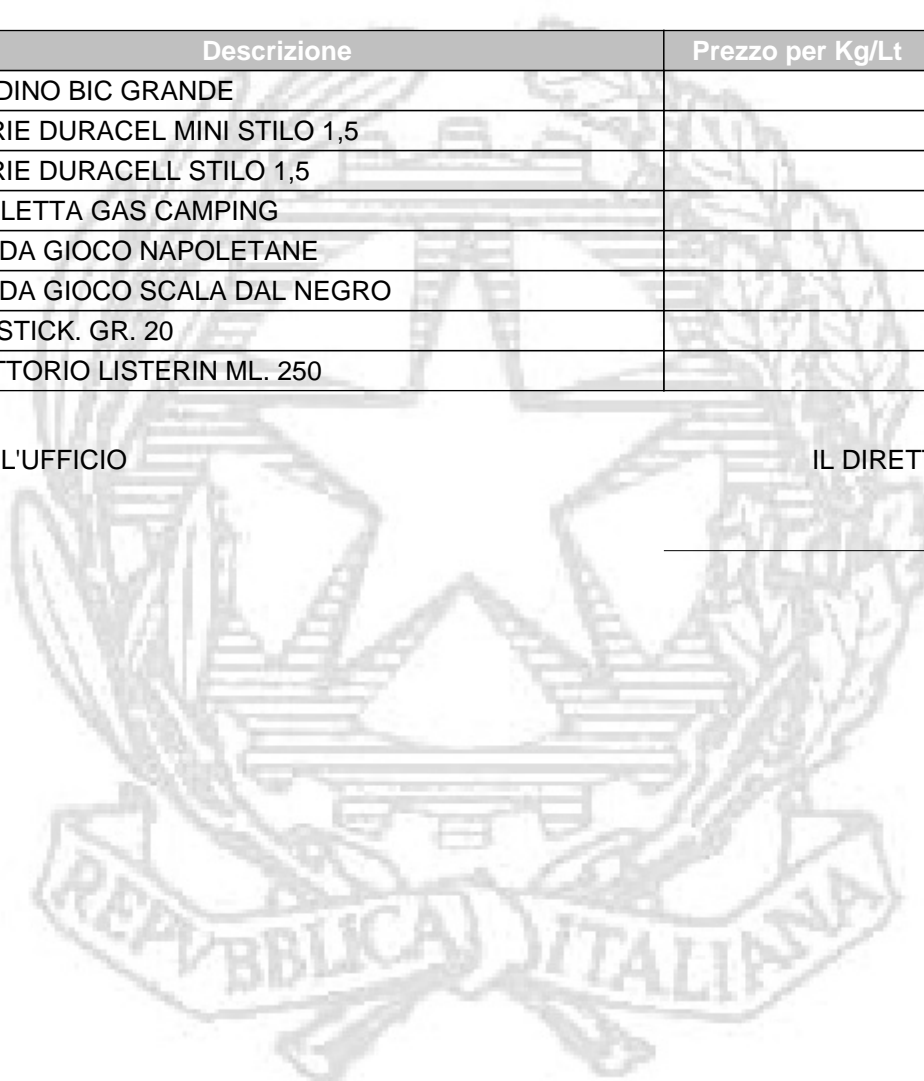 Descrizione Prezzo per Kg/Lt
DINO BIC GRANDE
RIE DURACEL MINI STILO 1,5
RIE DURACELL STILO 1,5
LETTA GAS CAMPING
DA GIOCO NAPOLETANE
DA GIOCO SCALA DAL NEGRO
STICK. GR. 20
TTORIO LISTERIN ML. 250
L'UFFICIO IL DIRETT
REPVBBLICA ITALIANA